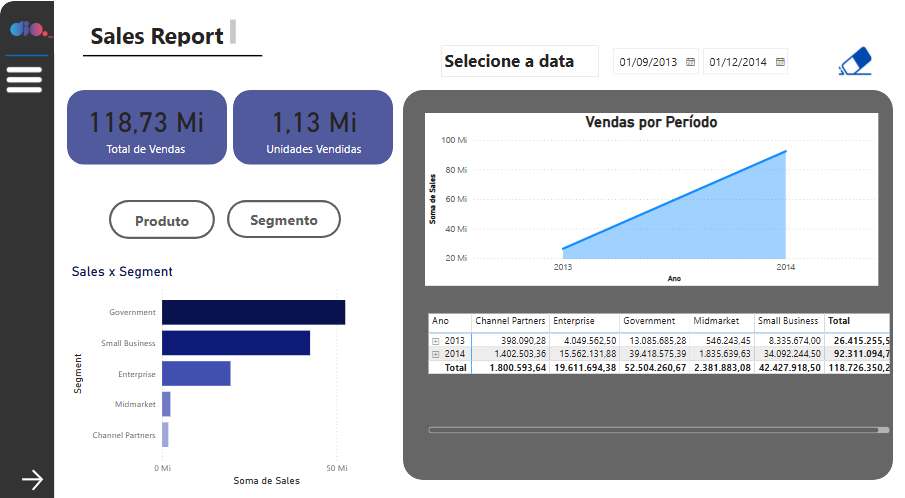 dio.
Sales Report
Selecione a data
01/09/2013
01/12/2014
118,73 Mi
Total de Vendas
1,13 Mi
Unidades Vendidas
Produto
Segmento
Sales x Segment
Segment
Government
Small Business
Enterprise
Midmarket
Channel Partners
0 Mi
50 Mi
Soma de Sales
Vendas por Período
Soma de Sales
100 Mi
80 Mi
60 Mi
40 Mi
20 Mi
2013
2014
Ano
Ano Channel Partners Enterprise Government Midmarket Small Business Total
2013 398.090,28 4.049.562,50 13.085.685,28 546.243,45 8.335.674,00 26.415.255,5
2014 1.402.503,36 15.562.131,88 39.418.575,39 1.835.639,63 34.092.244,50 92.311.094,7
Total 1.800.593,64 19.611.694,38 52.504.260,67 2.381.883,08 42.427.918,50 118.726.350,2